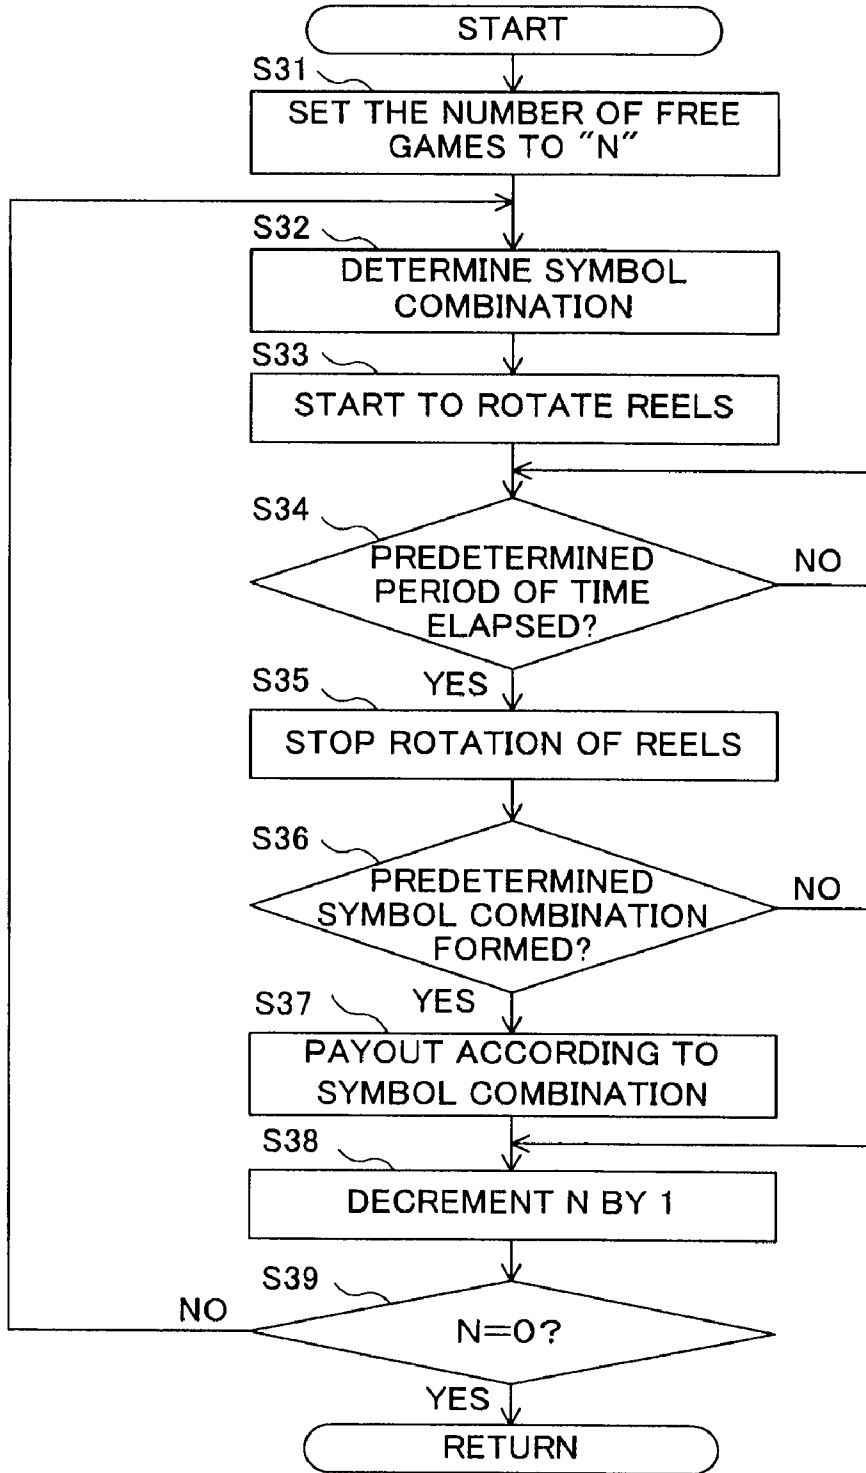 START
S31
SET THE NUMBER OF FREE
GAMES TO "N"
S32
DETERMINE SYMBOL
COMBINATION
S33
START TO ROTATE REELS
S34
PREDETERMINED
PERIOD OF TIME
ELAPSED?
NO
YES
S35
STOP ROTATION OF REELS
S36
PREDETERMINED
SYMBOL COMBINATION
FORMED?
NO
YES
S37
PAYOUT ACCORDING TO
SYMBOL COMBINATION
S38
DECREMENT N BY 1
S39
NO
N=0?
YES
RETURN